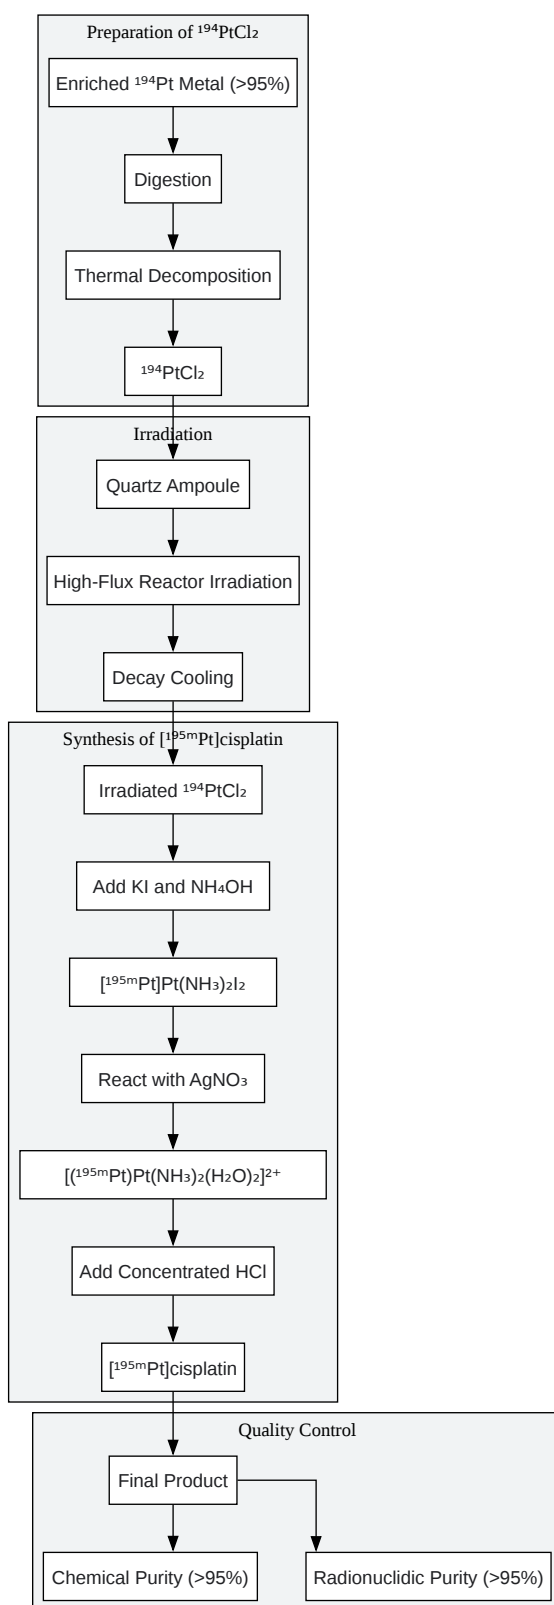 Preparation of ¹⁹⁴PtCl₂
Enriched ¹⁹⁴Pt Metal (>95%)
Digestion
Thermal Decomposition
¹⁹⁴PtCl₂
Irradiation
Quartz Ampoule
High-Flux Reactor Irradiation
Decay Cooling
Synthesis of [¹⁹⁵ᵐPt]cisplatin
Irradiated ¹⁹⁴PtCl₂
Add KI and NH₄OH
[¹⁹⁵ᵐPt]Pt(NH₃)₂I₂
React with AgNO₃
[(¹⁹⁵ᵐPt)Pt(NH₃)₂(H₂O)₂]²⁺
Add Concentrated HCl
[¹⁹⁵ᵐPt]cisplatin
Quality Control
Final Product
Chemical Purity (>95%)
Radionuclidic Purity (>95%)